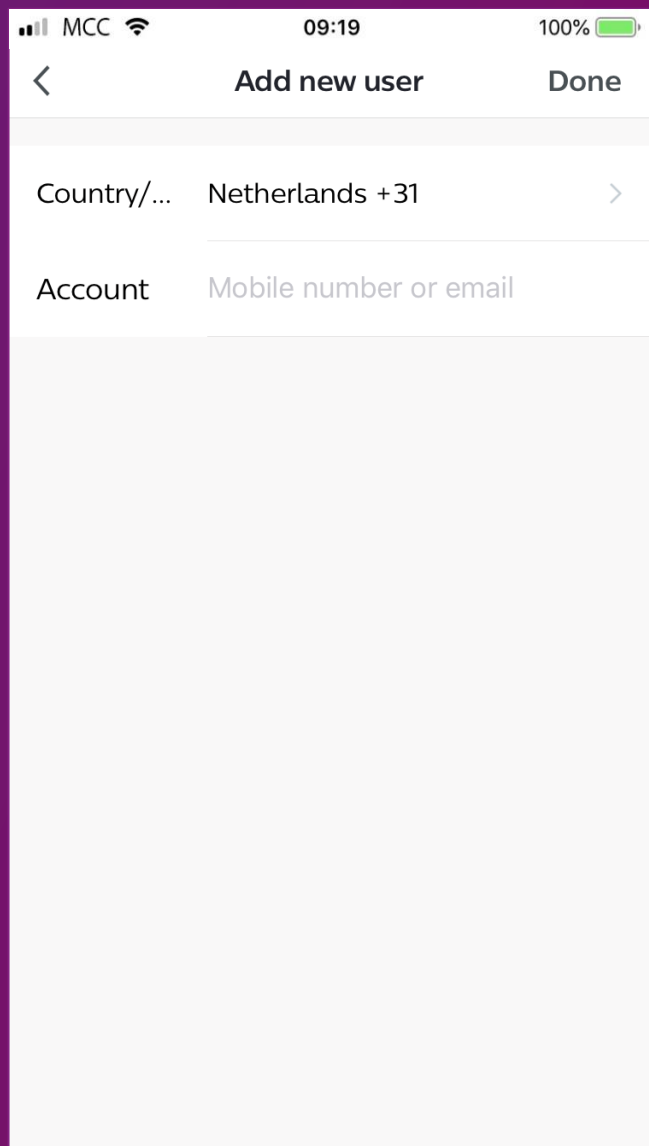 MCC 09:19 100%
Add new user Done
Country/... Netherlands +31
Account Mobile number or email